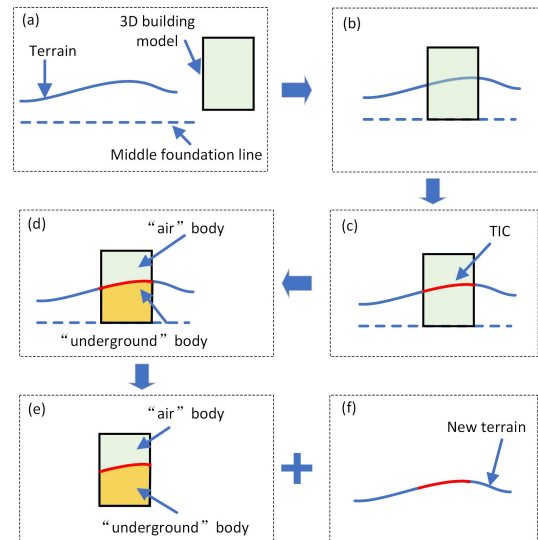 (a)
3D building
model
Terrain
Middle foundation line
(b)
(c)
TIC
(d)
“air” body
“underground” body
(e)
“air” body
“underground” body
(f)
New terrain